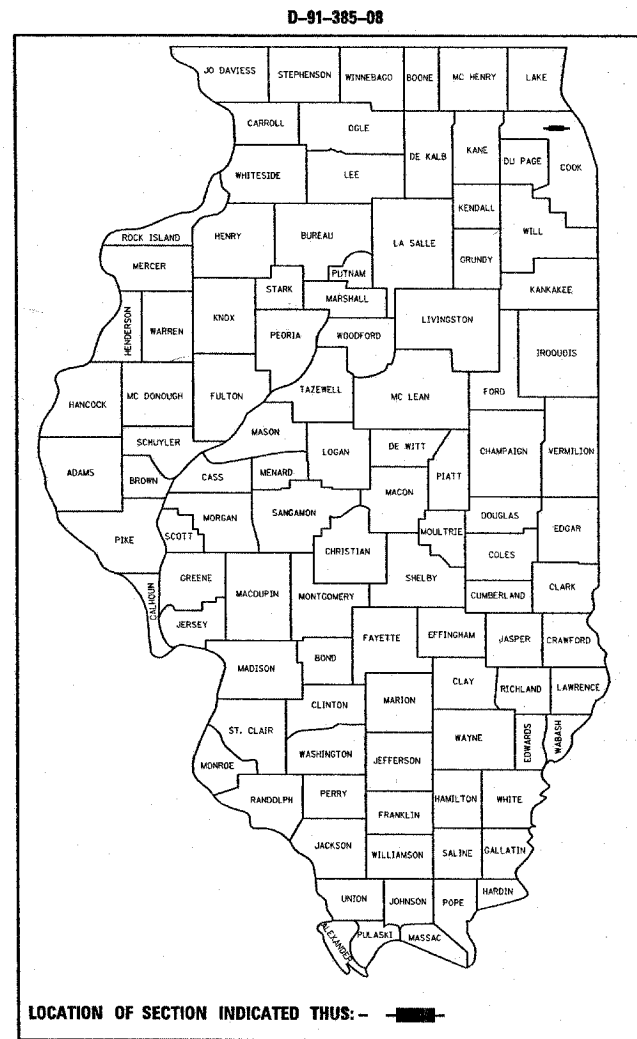 D-91-385-08
JO DAVIESS STEPHENSON WINNEBAGO BOONE MC HENRY LAKE
CARROLL OGLE DE KALB KANE DU PAGE COOK
WHITESIDE LEE
KENDALL
ROCK ISLAND HENRY BUREAU LA SALLE GRUNDY WILL
MERCER PUTNAM
STARK MARSHALL KANKAKEE
HENDERSON WARREN KNOX PEORIA WOODFORD LIVINGSTON IROQUOIS
HANCOCK MC DONOUGH FULTON TAZEWELL MC LEAN FORD
MASON
SCHUYLER LOGAN DE WITT CHAMPAIGN VERMILION
ADAMS BROWN CASS MENARD PIATT
MACON
PIKE SCOTT MORGAN SANGAMON MOULTRIE DOUGLAS EDGAR
CHRISTIAN COLES
CALHOUN GREENE MACOUPIN MONTGOMERY SHELBY CUMBERLAND CLARK
JERSEY
FAYETTE EFFINGHAM JASPER CRAWFORD
MADISON BOND
CLAY RICHLAND LAWRENCE
CLINTON MARION
ST. CLAIR WAYNE EDWARDS WABASH
MONROE WASHINGTON JEFFERSON
RANDOLPH PERRY HAMILTON WHITE
FRANKLIN
JACKSON WILLIAMSON SALINE GALLATIN
UNION JOHNSON POPE HARDIN
ALEXANDER PULASKI MASSAC
LOCATION OF SECTION INDICATED THUS: -